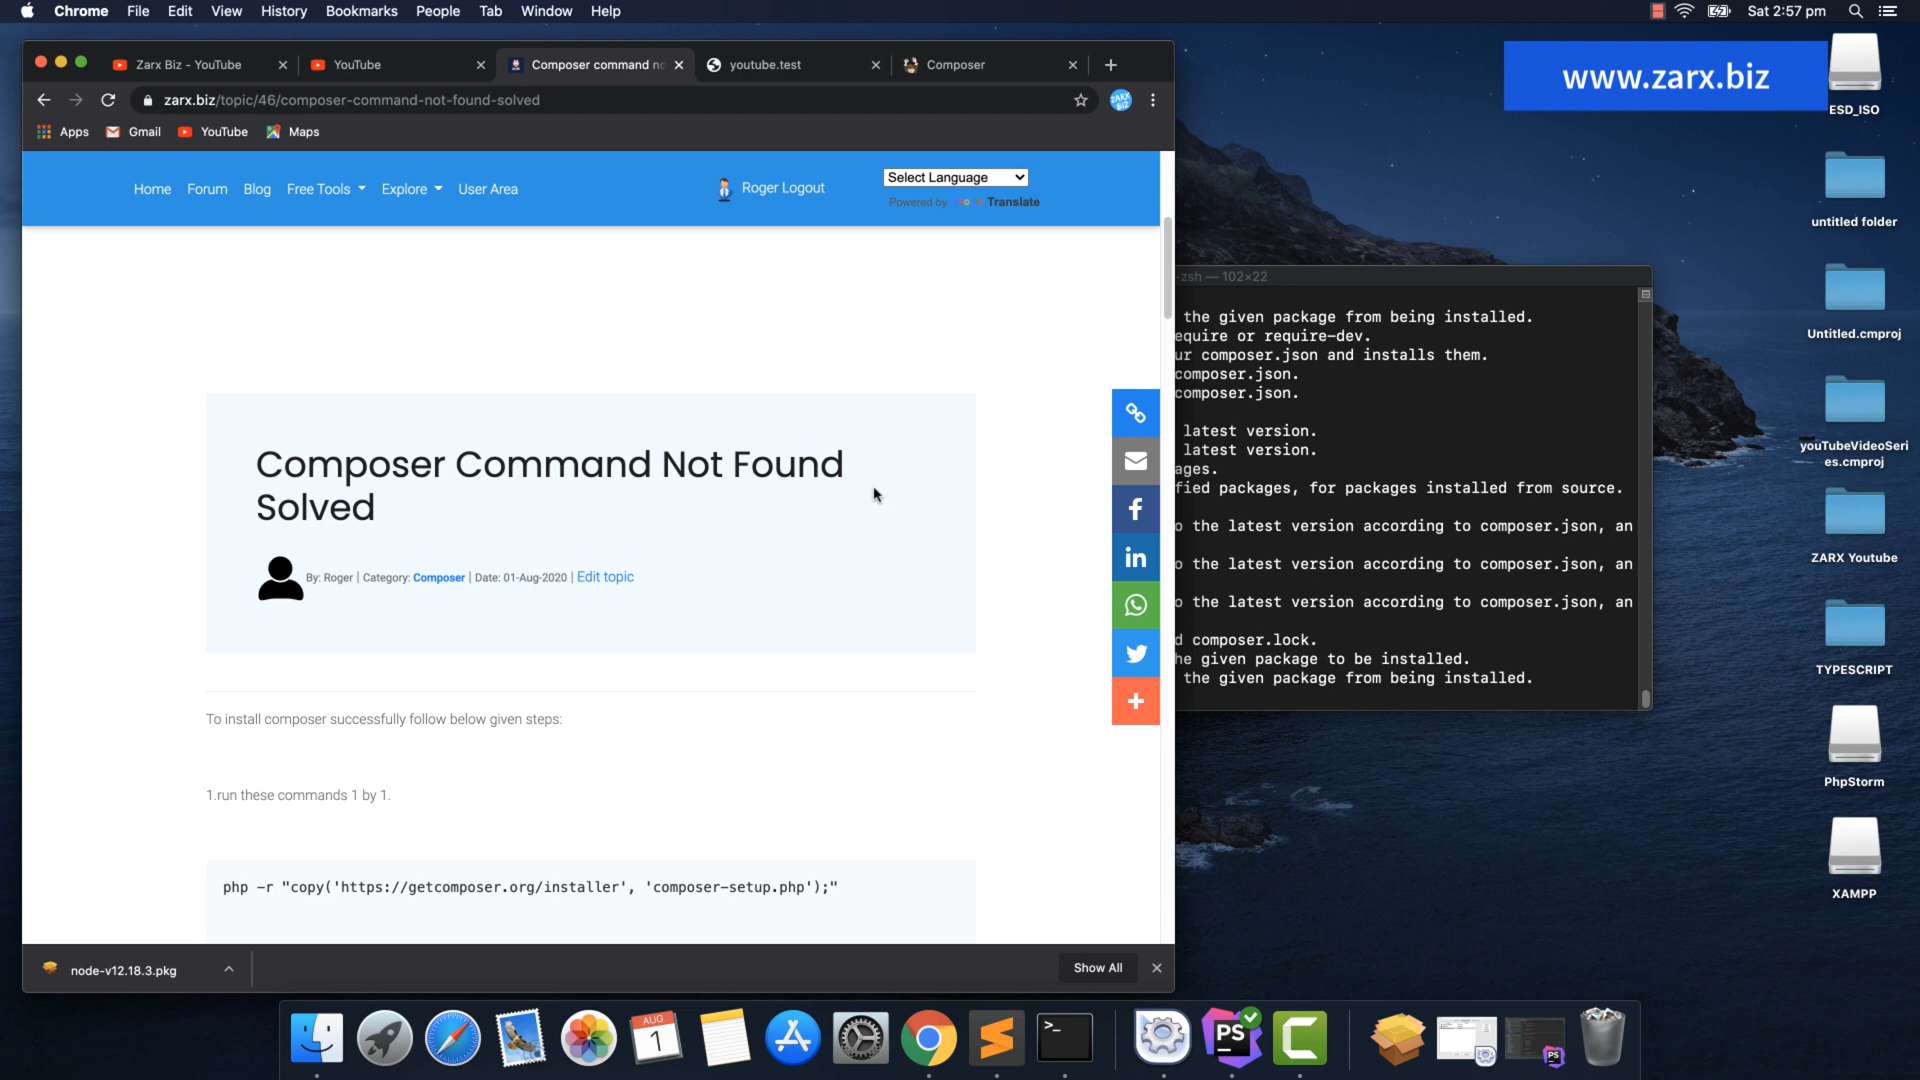 Chrome File Edit View History Bookmarks People Tab Window Help
Sat 2:57 pm
Zarx Biz - YouTube
YouTube
Composer command no
youtube.test
Composer
zarx.biz/topic/46/composer-command-not-found-solved
ZARX BIZ
Apps Gmail YouTube Maps
Home Forum Blog Free Tools Explore User Area
Roger Logout
Select Language
Powered by Translate
Composer Command Not Found
Solved
By: Roger | Category: Composer | Date: 01-Aug-2020 | Edit topic
To install composer successfully follow below given steps:
1.run these commands 1 by 1.
php -r "copy('https://getcomposer.org/installer', 'composer-setup.php');"
node-v12.18.3.pkg
Show All
-zsh — 102×22
the given package from being installed.
equire or require-dev.
ur composer.json and installs them.
composer.json.
composer.json.
latest version.
latest version.
ages.
fied packages, for packages installed from source.
o the latest version according to composer.json, an
o the latest version according to composer.json, an
o the latest version according to composer.json, an
d composer.lock.
he given package to be installed.
the given package from being installed.
www.zarx.biz
ESD_ISO
untitled folder
Untitled.cmproj
youTubeVideoSeri
es.cmproj
ZARX Youtube
TYPESCRIPT
PhpStorm
XAMPP
AUG
1
PS
PS